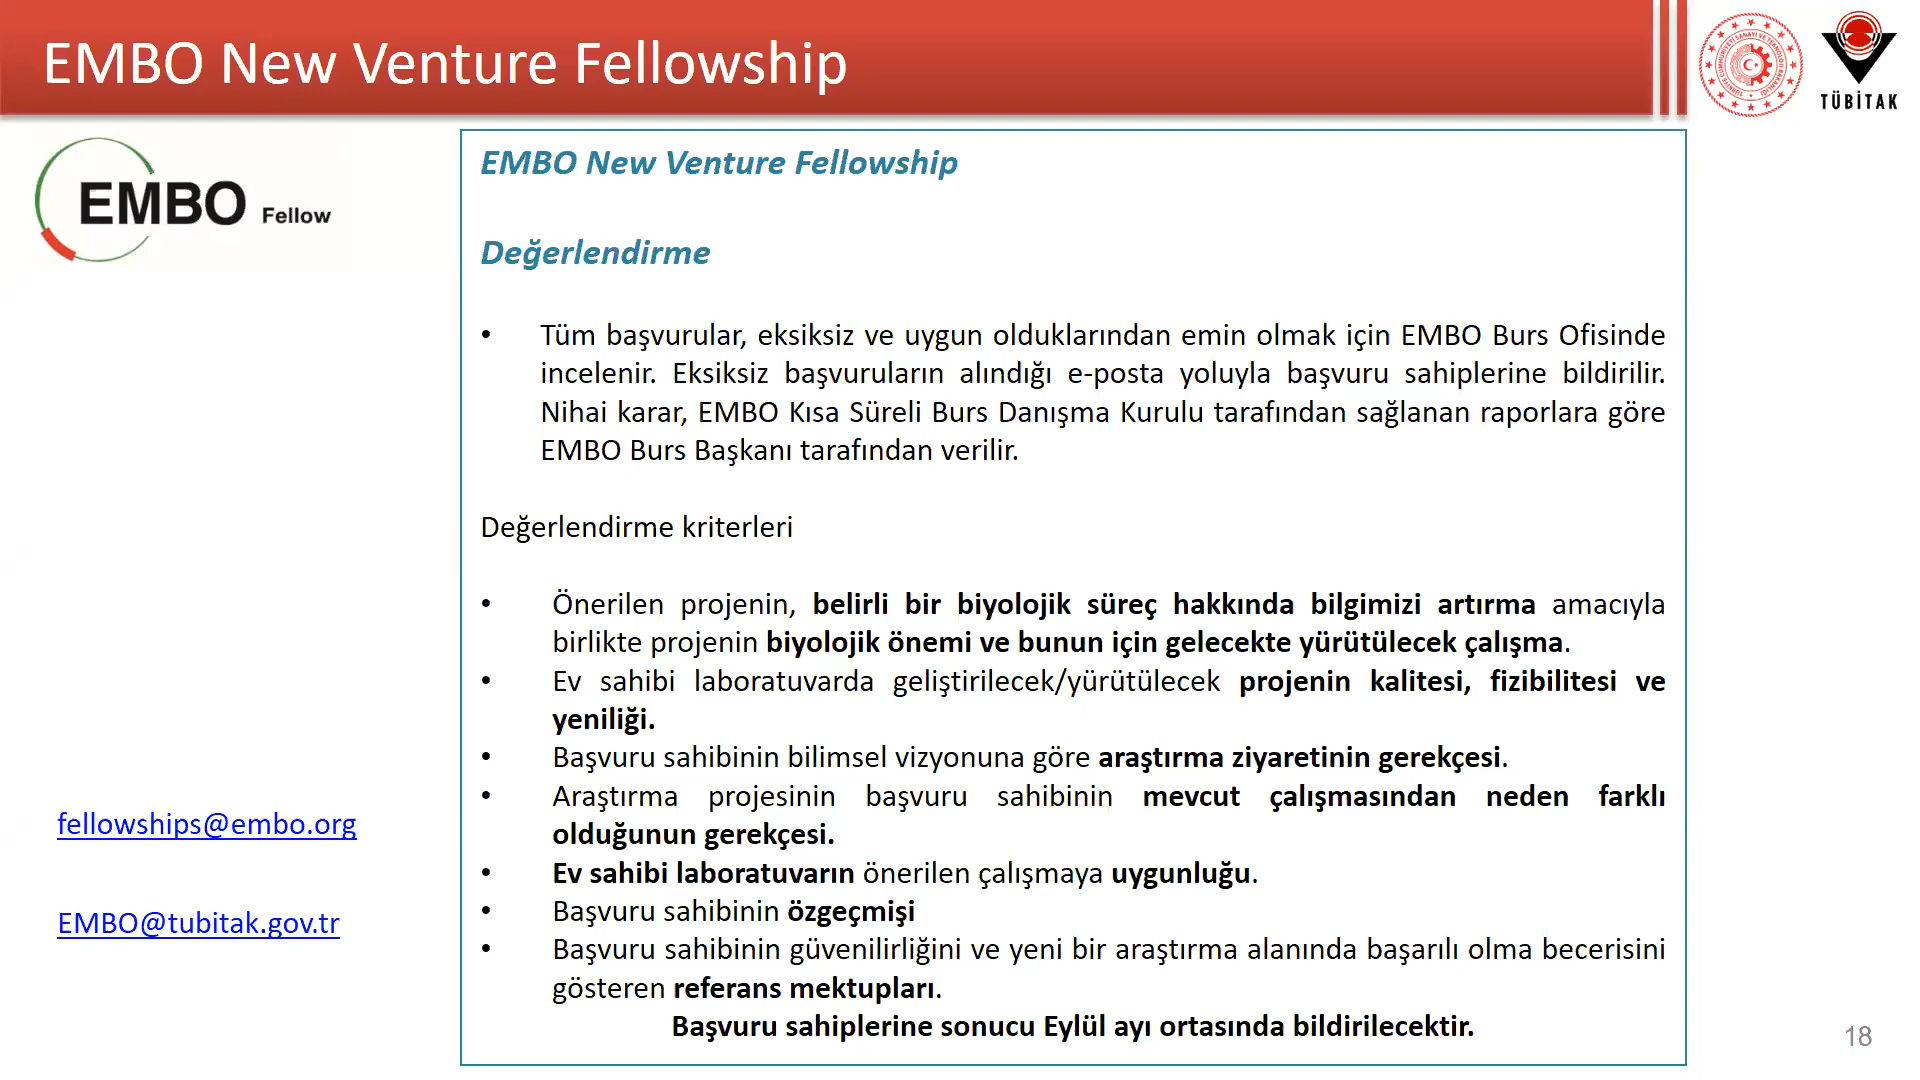 EMBO New Venture Fellowship
TÜBİTAK
EMBO Fellow
EMBO New Venture Fellowship
Değerlendirme
• Tüm başvurular, eksiksiz ve uygun olduklarından emin olmak için EMBO Burs Ofisinde
incelenir. Eksiksiz başvuruların alındığı e-posta yoluyla başvuru sahiplerine bildirilir.
Nihai karar, EMBO Kısa Süreli Burs Danışma Kurulu tarafından sağlanan raporlara göre
EMBO Burs Başkanı tarafından verilir.
Değerlendirme kriterleri
• Önerilen projenin, belirli bir biyolojik süreç hakkında bilgimizi artırma amacıyla
birlikte projenin biyolojik önemi ve bunun için gelecekte yürütülecek çalışma.
• Ev sahibi laboratuvarda geliştirilecek/yürütülecek projenin kalitesi, fizibilitesi ve
yeniliği.
• Başvuru sahibinin bilimsel vizyonuna göre araştırma ziyaretinin gerekçesi.
• Araştırma projesinin başvuru sahibinin mevcut çalışmasından neden farklı
olduğunun gerekçesi.
• Ev sahibi laboratuvarın önerilen çalışmaya uygunluğu.
• Başvuru sahibinin özgeçmişi
• Başvuru sahibinin güvenilirliğini ve yeni bir araştırma alanında başarılı olma becerisini
gösteren referans mektupları.
Başvuru sahiplerine sonucu Eylül ayı ortasında bildirilecektir.
fellowships@embo.org
EMBO@tubitak.gov.tr
18